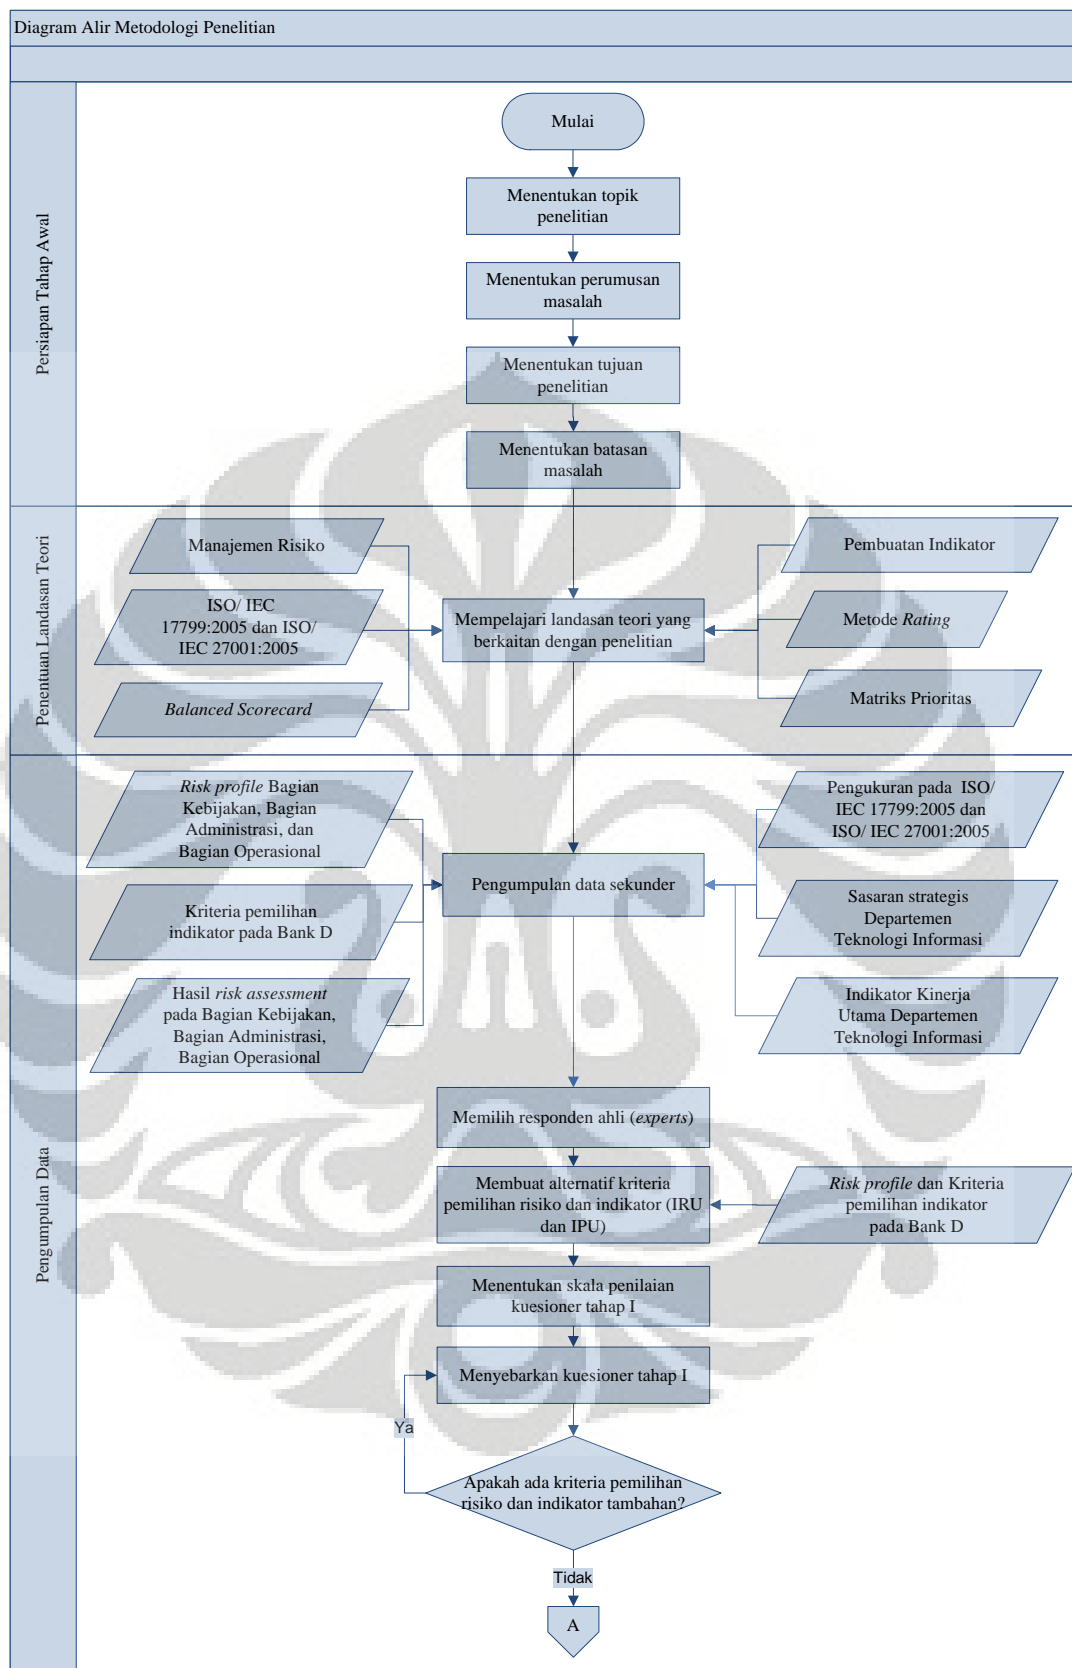 Diagram Alir Metodologi Penelitian
Persiapan Tahap Awal
Mulai
Menentukan topik
penelitian
Menentukan perumusan
masalah
Menentukan tujuan
penelitian
Menentukan batasan
masalah
Penentuan Landasan Teori
Manajemen Risiko
ISO/ IEC
17799:2005 dan ISO/
IEC 27001:2005
Balanced Scorecard
Mempelajari landasan teori yang
berkaitan dengan penelitian
Pembuatan Indikator
Metode Rating
Matriks Prioritas
Pengumpulan Data
Risk profile Bagian
Kebijakan, Bagian
Administrasi, dan
Bagian Operasional
Kriteria pemilihan
indikator pada Bank D
Hasil risk assessment
pada Bagian Kebijakan,
Bagian Administrasi,
Bagian Operasional
Pengumpulan data sekunder
Pengukuran pada ISO/
IEC 17799:2005 dan
ISO/ IEC 27001:2005
Sasaran strategis
Departemen
Teknologi Informasi
Indikator Kinerja
Utama Departemen
Teknologi Informasi
Memilih responden ahli (experts)
Membuat alternatif kriteria
pemilihan risiko dan indikator (IRU
dan IPU)
Risk profile dan Kriteria
pemilihan indikator
pada Bank D
Menentukan skala penilaian
kuesioner tahap I
Menyebarkan kuesioner tahap I
Ya
Apakah ada kriteria pemilihan
risiko dan indikator tambahan?
Tidak
A